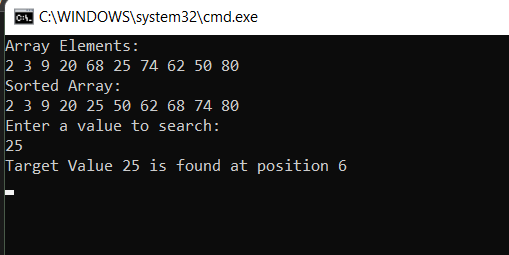 C:\WINDOWS\system32\cmd.exe
Array Elements:
2 3 9 20 68 25 74 62 50 80
Sorted Array:
2 3 9 20 25 50 62 68 74 80
Enter a value to search:
25
Target Value 25 is found at position 6